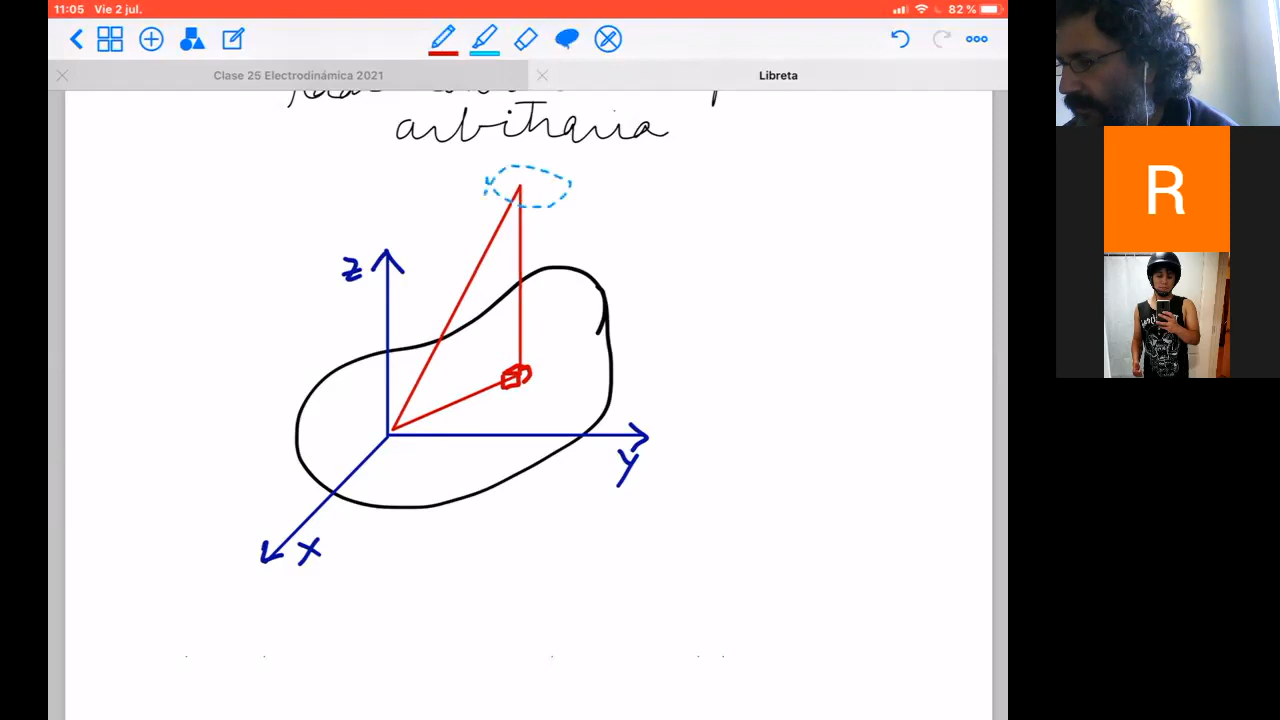 11:05 Vie 2 jul.
82 %
Clase 25 Electrodinámica 2021
Libreta
arbitraria
Z
y
x
R